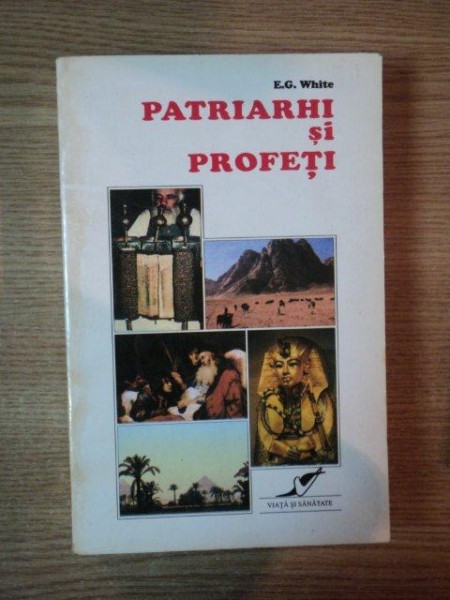 E.G. White
PATRIARHI
și
PROFEȚI
VIAȚĂ ȘI SĂNĂTATE